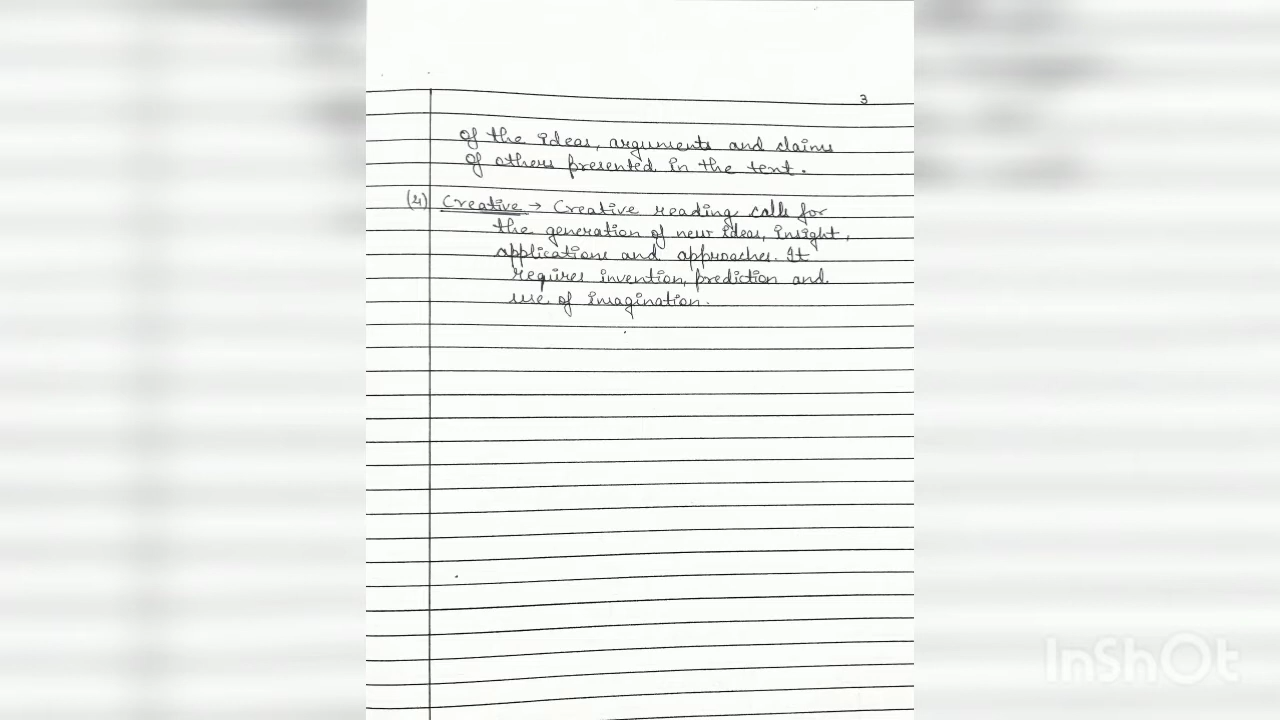 3
of the ideas, arguments and claims
of others presented in the text.
(4) Creative → Creative reading calls for
the generation of new ideas, insight,
applications and approaches. It
requires invention, prediction and
use of imagination.
InShOt